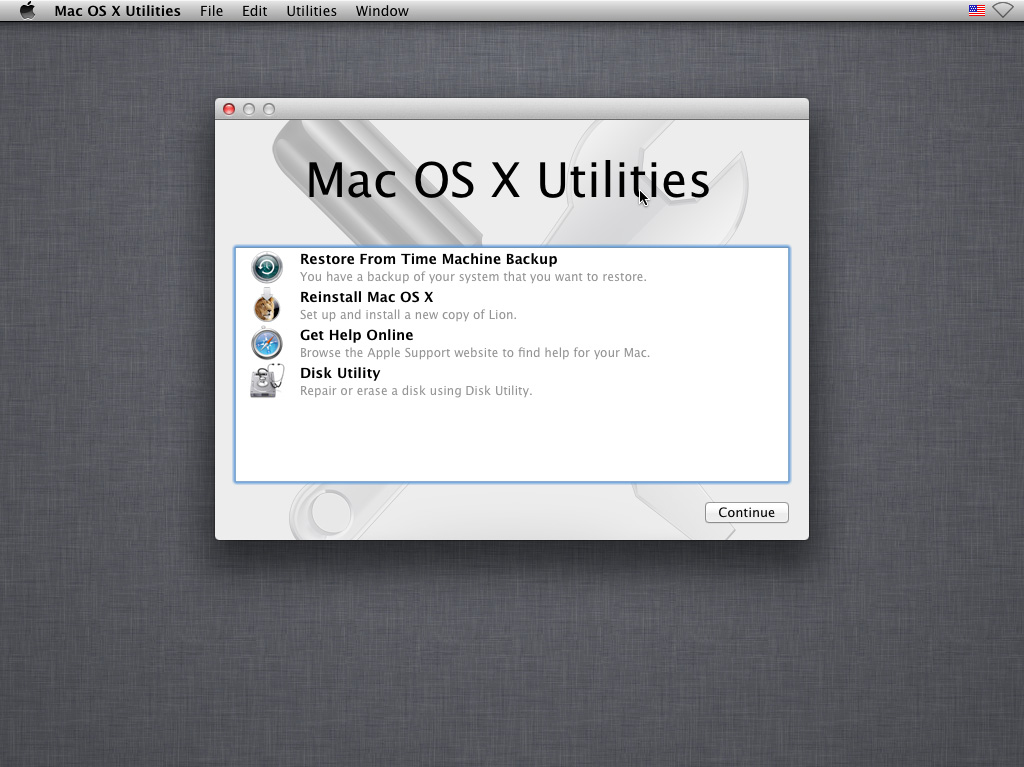 Mac OS X Utilities File Edit Utilities Window
Mac OS X Utilities
Restore From Time Machine Backup
You have a backup of your system that you want to restore.
Reinstall Mac OS X
Set up and install a new copy of Lion.
Get Help Online
Browse the Apple Support website to find help for your Mac.
Disk Utility
Repair or erase a disk using Disk Utility.
Continue